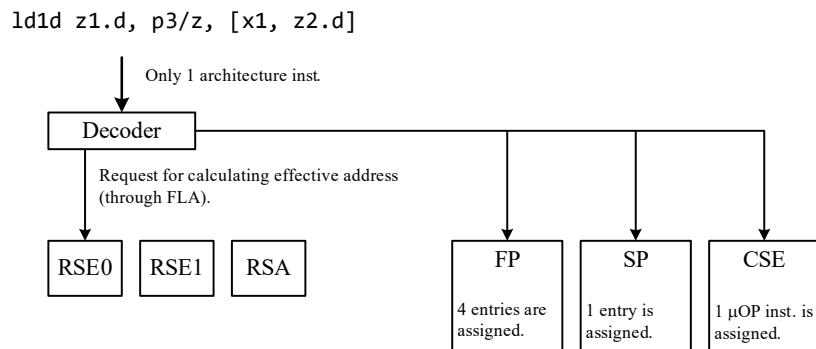 ld1d z1.d, p3/z, [x1, z2.d]
Only 1 architecture inst.
Decoder
Request for calculating effective address
(through FLA).
RSE0 RSE1 RSA
FP SP CSE
4 entries are
assigned.
1 entry is
assigned.
1 μOP inst. is
assigned.